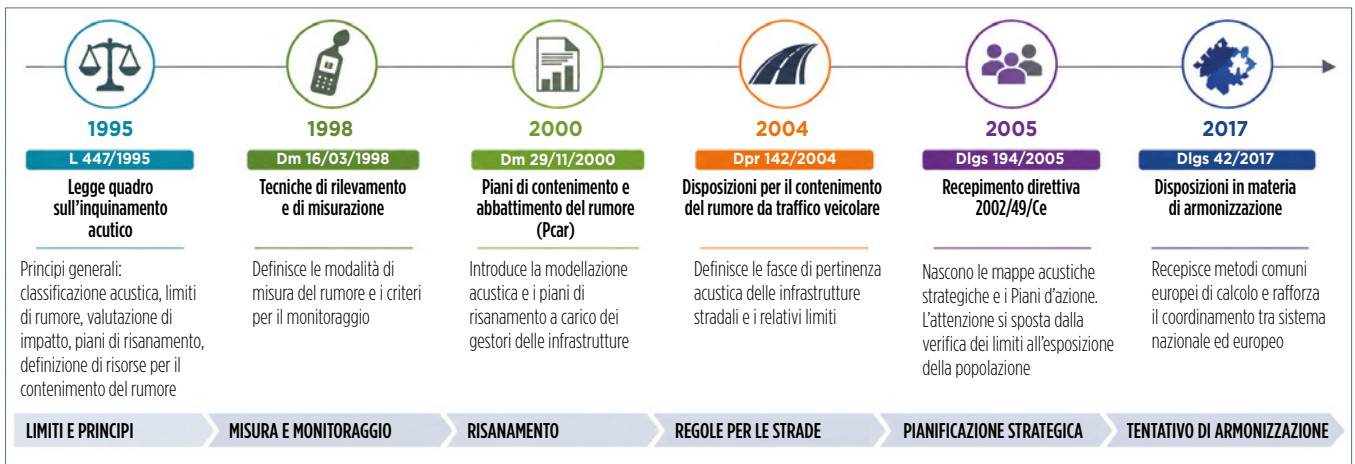 1995
L 447/1995
Legge quadro
sull'inquinamento
acutico
Principi generali:
classificazione acustica, limiti
di rumore, valutazione di
impatto, piani di risanamento,
definizione di risorse per il
contenimento del rumore
LIMITI E PRINCIPI
1998
Dm 16/03/1998
Tecniche di rilevamento
e di misurazione
Definisce le modalità di
misura del rumore e i criteri
per il monitoraggio
MISURA E MONITORAGGIO
2000
Dm 29/11/2000
Piani di contenimento e
abbattimento del rumore
(Pcar)
Introduce la modellazione
acustica e i piani di
risanamento a carico dei
gestori delle infrastrutture
RISANAMENTO
2004
Dpr 142/2004
Disposizioni per il contenimento
del rumore da traffico veicolare
Definisce le fasce di pertinenza
acustica delle infrastrutture
stradali e i relativi limiti
REGOLE PER LE STRADE
2005
Dlgs 194/2005
Recepimento direttiva
2002/49/Ce
Nascono le mappe acustiche
strategiche e i Piani d'azione.
L'attenzione si sposta dalla
verifica dei limiti all'esposizione
della popolazione
PIANIFICAZIONE STRATEGICA
2017
Dlgs 42/2017
Disposizioni in materia
di armonizzazione
Recepisce metodi comuni
europei di calcolo e rafforza
il coordinamento tra sistema
nazionale ed europeo
TENTATIVO DI ARMONIZZAZIONE